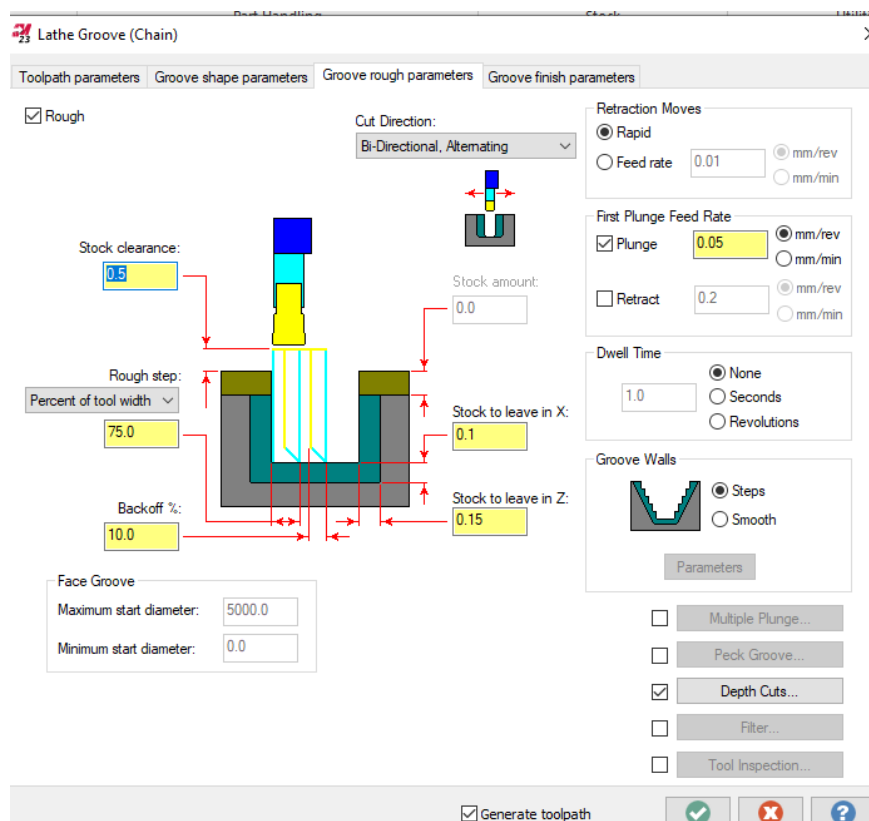 Part Handling Stock
23 Lathe Groove (Chain)
Toolpath parameters Groove shape parameters Groove rough parameters Groove finish parameters
Rough
Cut Direction:
Bi-Directional, Alternating
Stock clearance:
0.5
Rough step:
Percent of tool width
75.0
Backoff %:
10.0
Stock amount:
0.0
Stock to leave in X:
0.1
Stock to leave in Z:
0.15
Face Groove
Maximum start diameter: 5000.0
Minimum start diameter: 0.0
Retraction Moves
Rapid
Feed rate 0.01 mm/rev
mm/min
First Plunge Feed Rate
Plunge 0.05 mm/rev
mm/min
Retract 0.2 mm/rev
mm/min
Dwell Time
None
1.0 Seconds
Revolutions
Groove Walls
Steps
Smooth
Parameters
Multiple Plunge...
Peck Groove...
Depth Cuts...
Filter...
Tool Inspection...
Generate toolpath
?